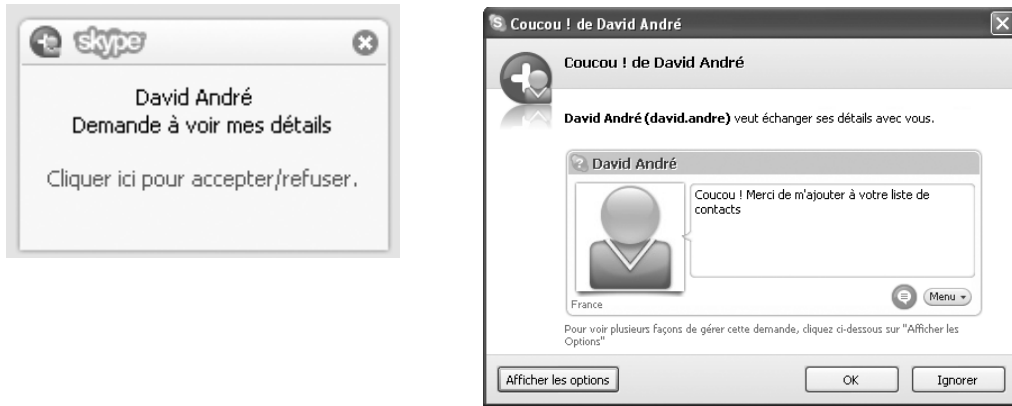 skype
David André
Demande à voir mes détails
Cliquer ici pour accepter/refuser.
Coucou ! de David André
Coucou ! de David André
David André (david.andre) veut échanger ses détails avec vous.
David André
Coucou ! Merci de m'ajouter à votre liste de
contacts
France
Menu
Pour voir plusieurs façons de gérer cette demande, cliquez ci-dessous sur "Afficher les
Options"
Afficher les options
OK
Ignorer